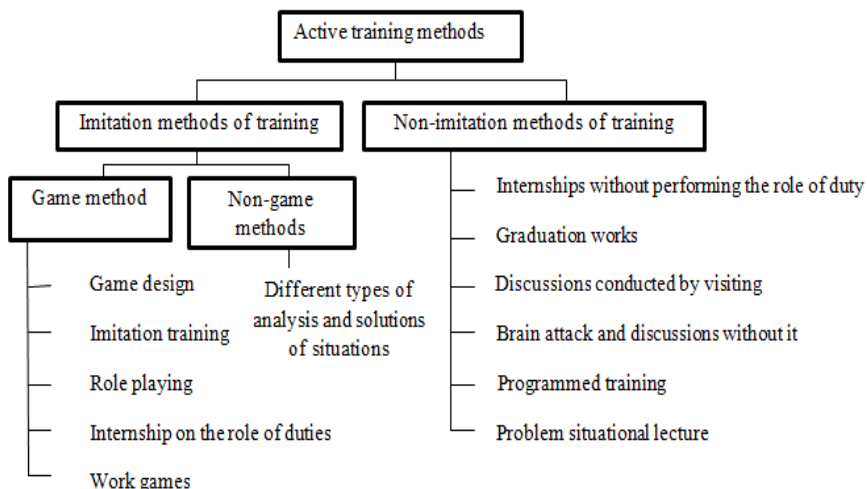 Active training methods
Imitation methods of training
Non-imitation methods of training
Game method
Non-game
methods
Game design
Imitation training
Role playing
Internship on the role of duties
Work games
Different types of
analysis and solutions
of situations
Internships without performing the role of duty
Graduation works
Discussions conducted by visiting
Brain attack and discussions without it
Programmed training
Problem situational lecture